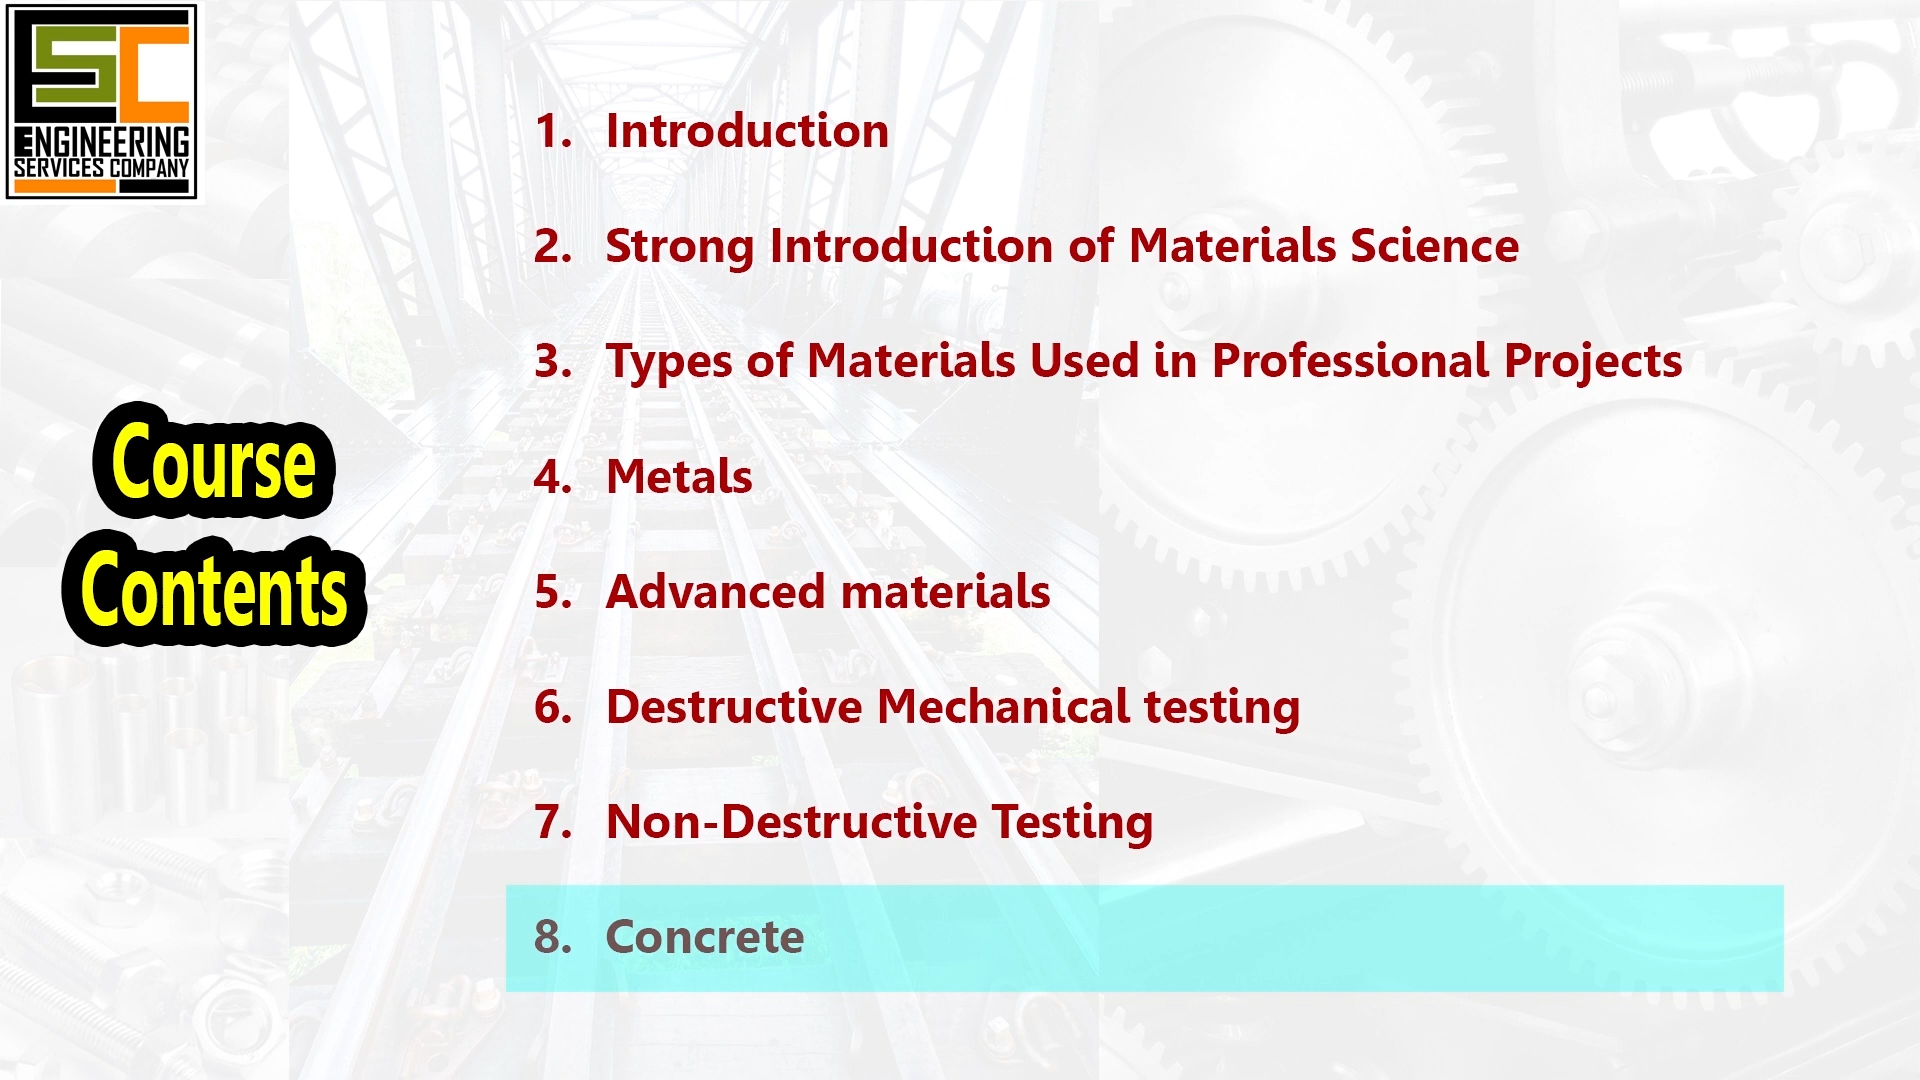 ESC
ENGINEERING
SERVICES COMPANY
Course
Contents
1. Introduction
2. Strong Introduction of Materials Science
3. Types of Materials Used in Professional Projects
4. Metals
5. Advanced materials
6. Destructive Mechanical testing
7. Non-Destructive Testing
8. Concrete